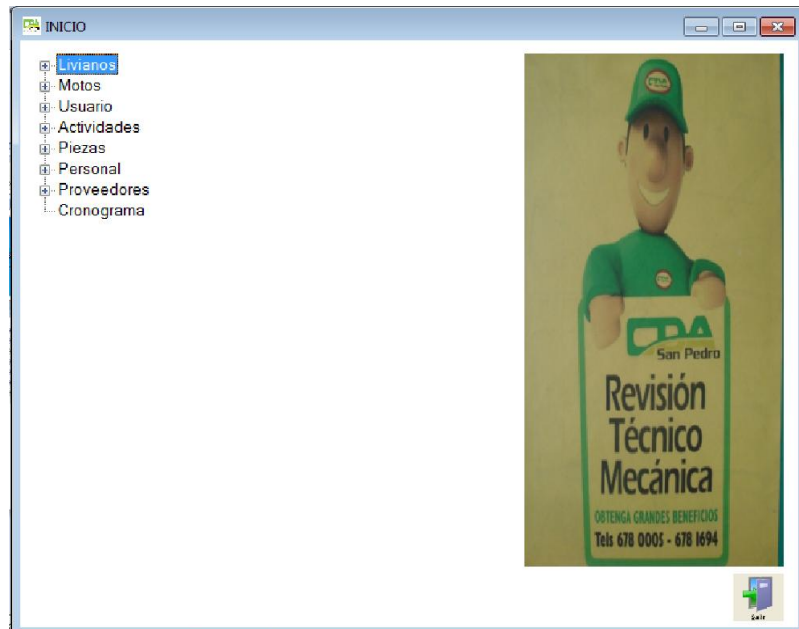 INICIO
Livianos
Motos
Usuario
Actividades
Piezas
Personal
Proveedores
Cronograma
CDA
CDA
San Pedro
Revisión
Técnico
Mecánica
OBTENGA GRANDES BENEFICIOS
Tels 678 0005 - 678 1694
Salir